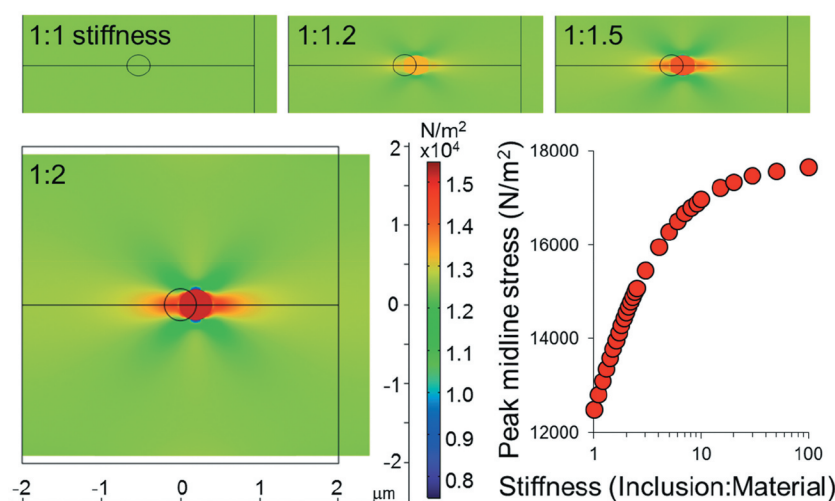 1:1 stiffness
1:1.2
1:1.5
1:2
N/m²
x10⁴
1.5
1.4
1.3
1.2
1.1
1.0
0.9
0.8
2
1
0
-1
-2
-2 -1 0 1 2 μm
Peak midline stress (N/m²)
18000
16000
14000
12000
1 10 100
Stiffness (Inclusion:Material)